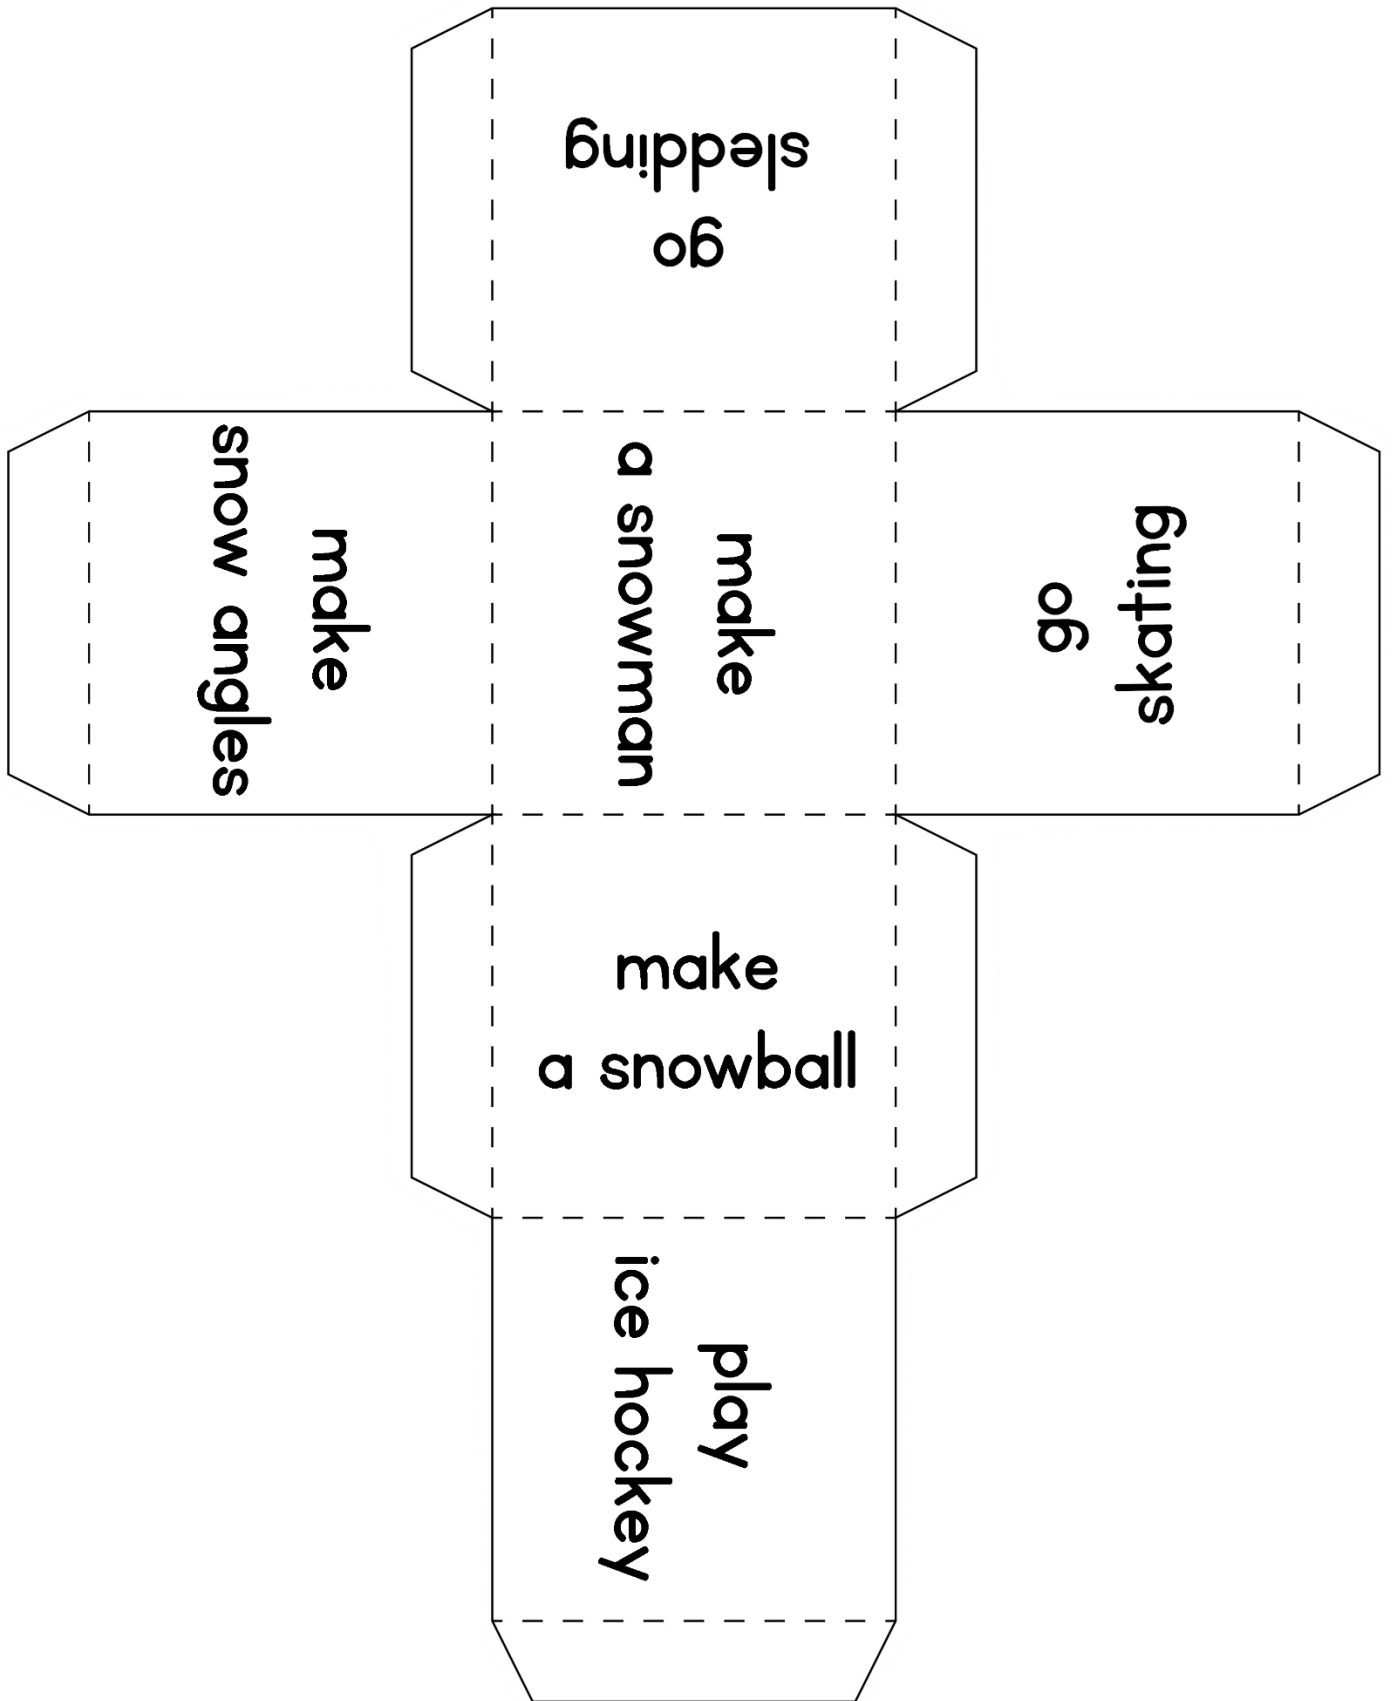 go
sledding
make
snow angles
make
a snowman
go
skating
make
a snowball
play
ice hockey